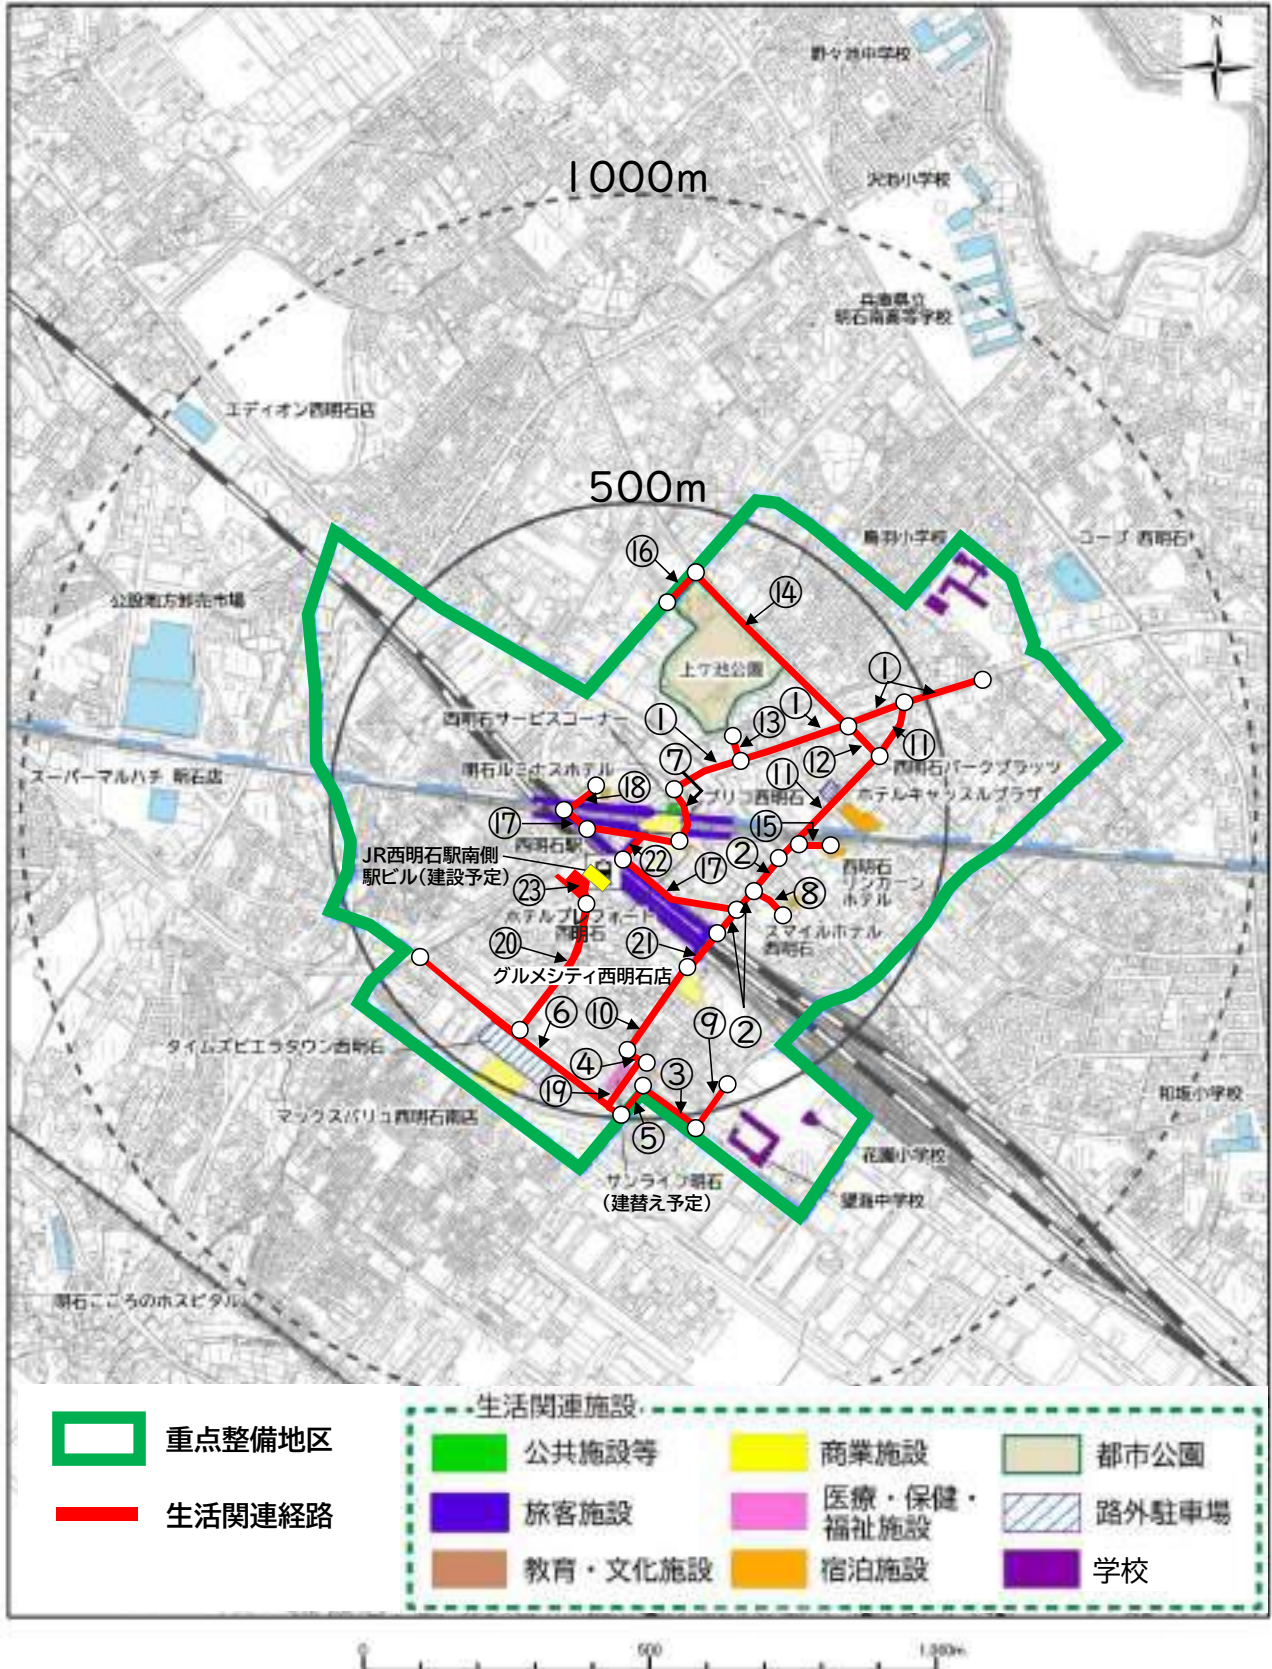 N
野々池中学校
沢池小学校
1000m
兵庫県立
明石南高等学校
エディオン西明石店
500m
鳥羽小学校
コープ 西明石
⑯
⑭
公設地方卸売市場
上ケ池公園
①
西明石サービスコーナー
①
①
⑬
⑦
⑫
⑪
西明石パークプラッツ
スーパーマルハチ 明石店
明石ルミナスホテル
⑱
⑪
プリコ西明石
ホテルキャッスルプラザ
⑰
⑮
西明石駅
JR西明石駅南側
駅ビル(建設予定)
㉒
②
⑰
西明石
リンカーン
ホテル
㉓
⑧
ホテルプレフォート
西明石
スマイルホテル
西明石
⑳
㉑
グルメシティ西明石店
⑥
⑩
⑨
②
タイムズビエラタウン西明石
④
③
⑲
マックスバリュ西明石南店
⑤
和坂小学校
花園小学校
サンライフ明石
(建替え予定)
望海中学校
明石こころのホスピタル
生活関連施設
重点整備地区
公共施設等
商業施設
都市公園
生活関連経路
旅客施設
医療・保健・
福祉施設
路外駐車場
教育・文化施設
宿泊施設
学校
0
500
1,000m